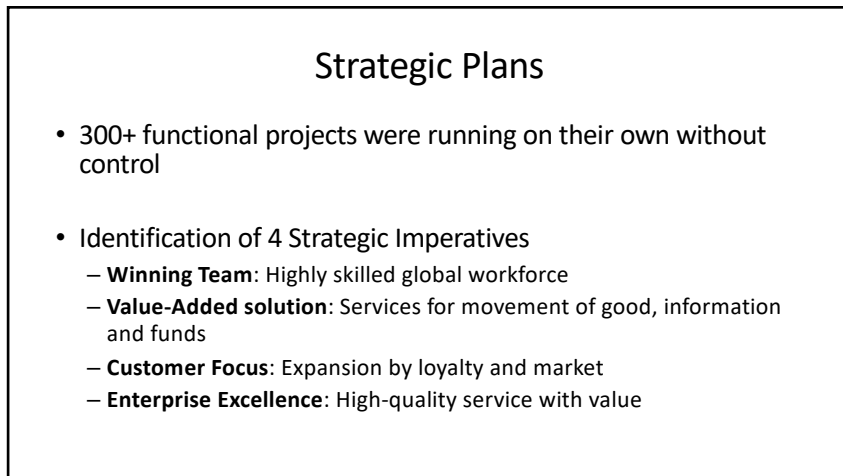 Strategic Plans
• 300+ functional projects were running on their own without
control
• Identification of 4 Strategic Imperatives
– Winning Team: Highly skilled global workforce
– Value-Added solution: Services for movement of good, information
and funds
– Customer Focus: Expansion by loyalty and market
– Enterprise Excellence: High-quality service with value